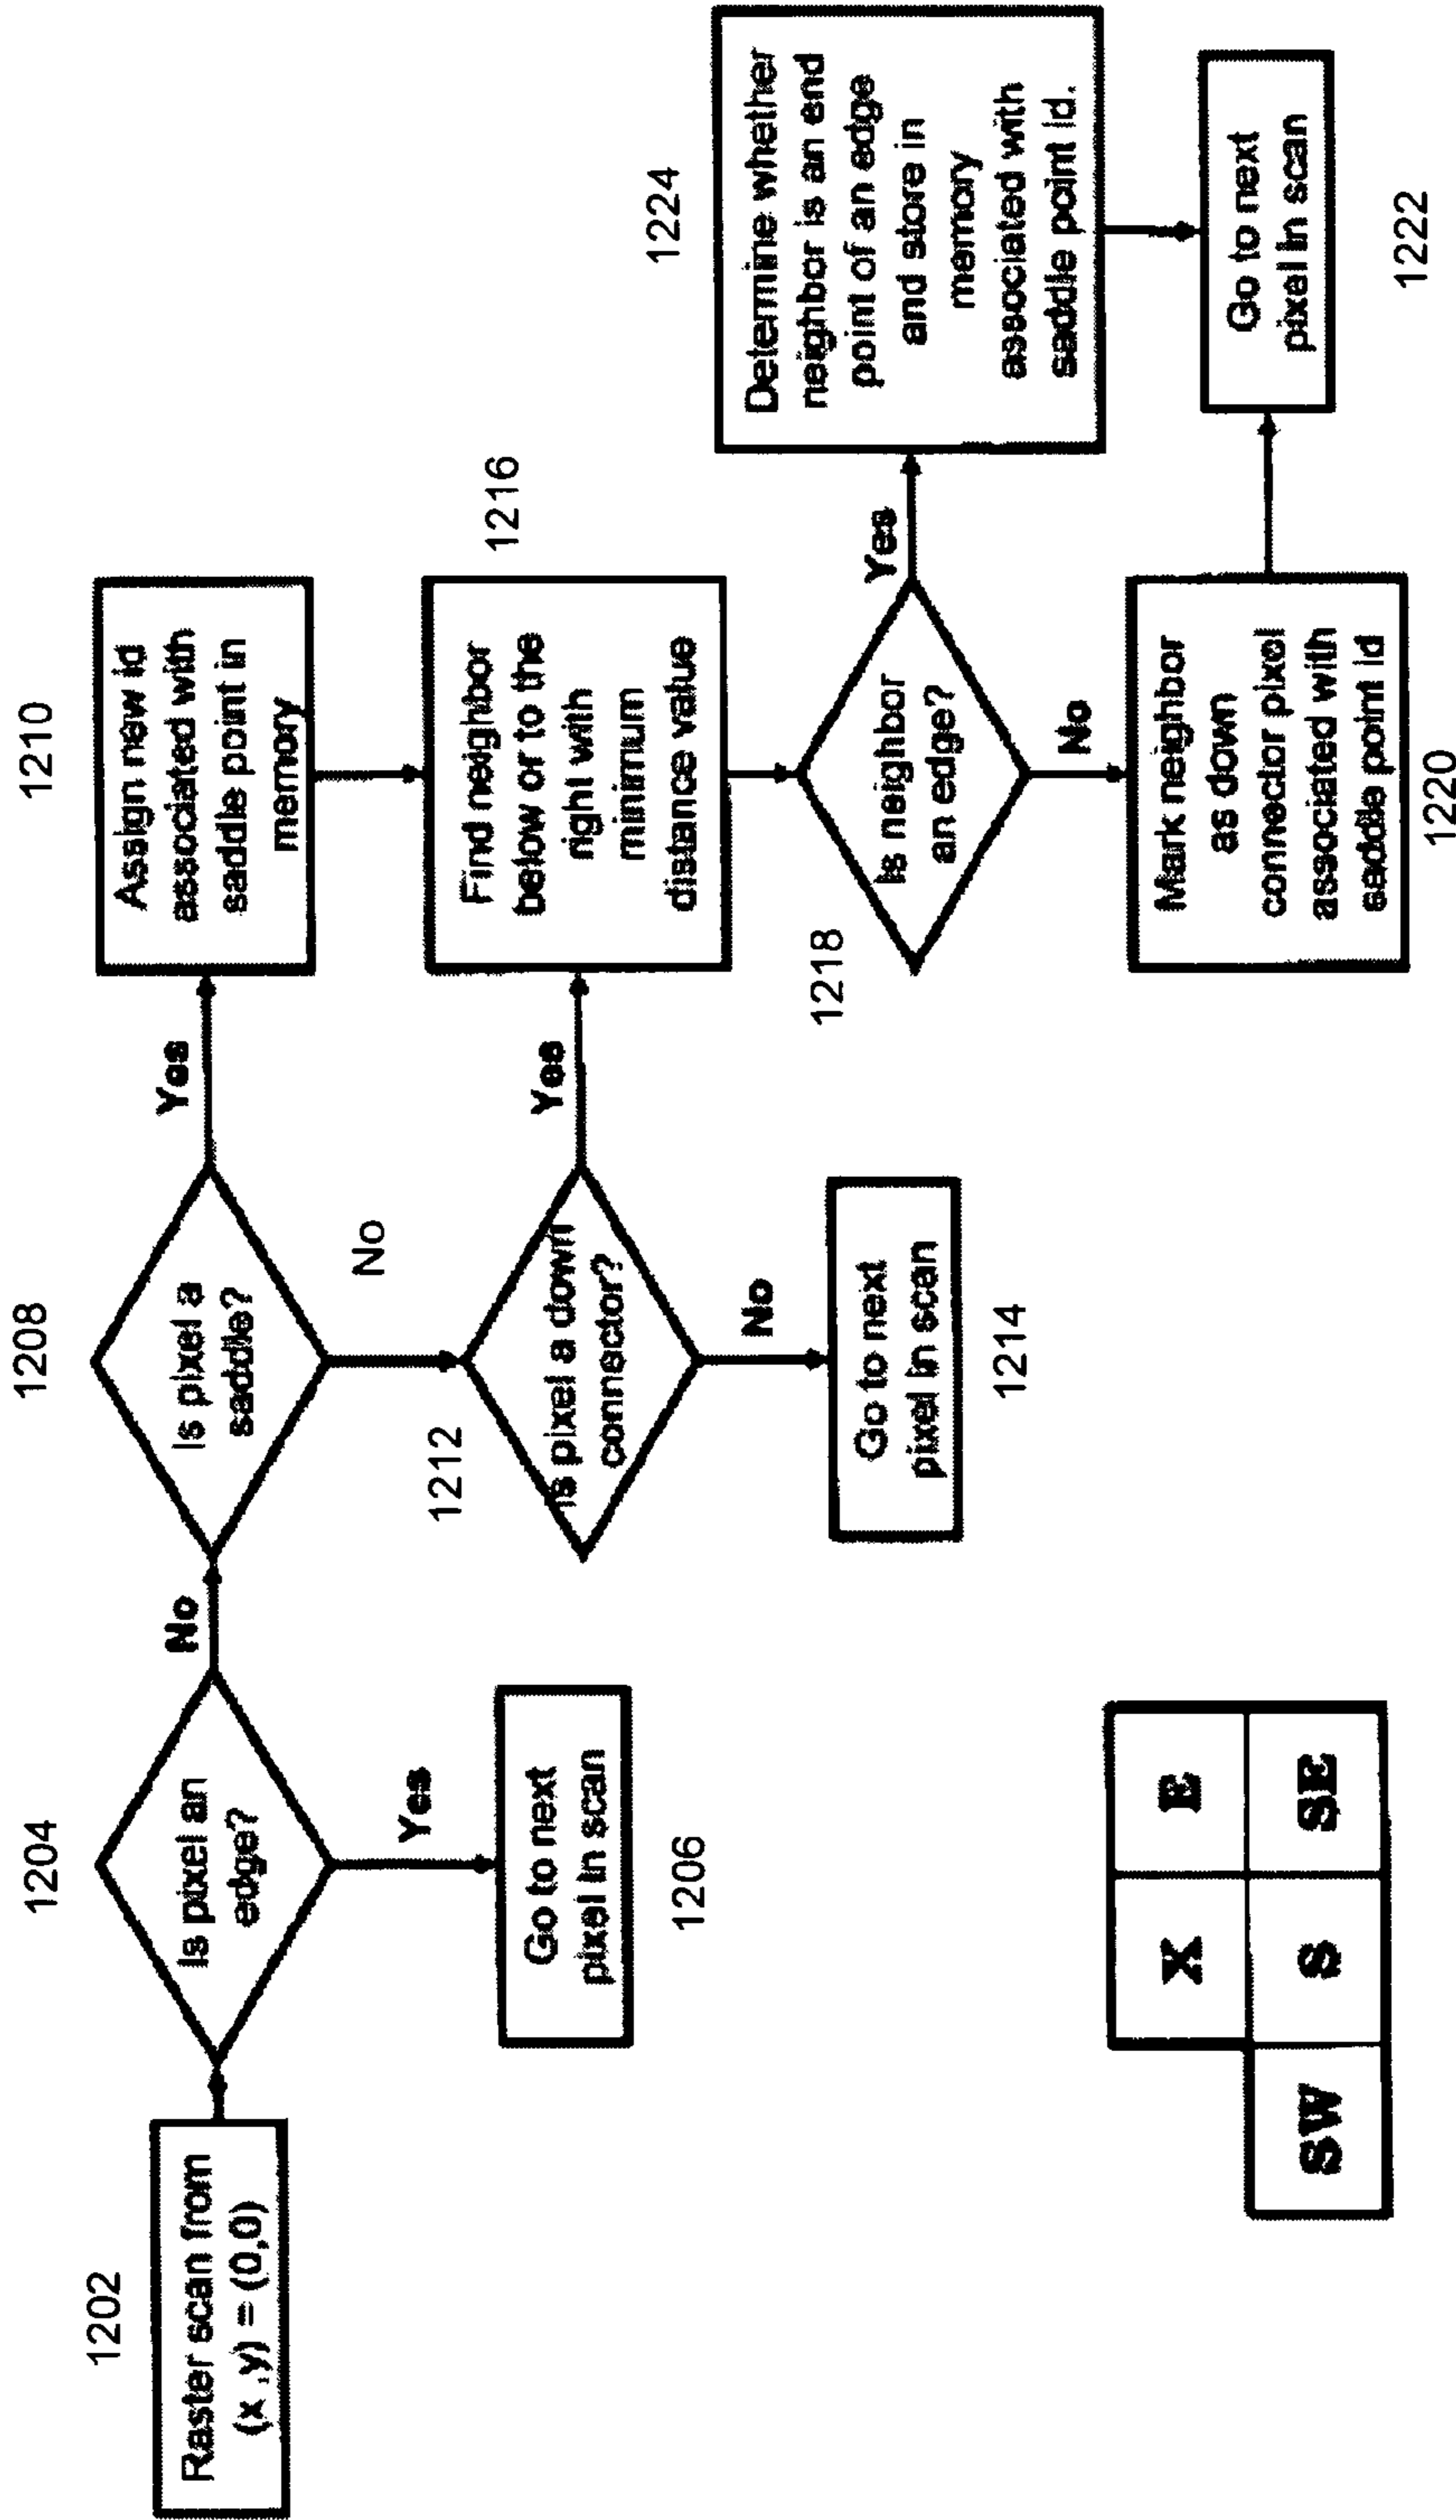 1202
Raster scan from
(x ,y) = (0,0)
1204
Is pixel an
edge?
Yes
Go to next
pixel in scan
1206
No
1208
Is pixel a
saddle?
Yes
1210
Assign new id
associated with
saddle point in
memory
No
1212
Is pixel a down
connector?
No
Go to next
pixel in scan
1214
Yes
1216
Find neighbor
below or to the
right with
minimum
distance value
1218
Is neighbor
an edge?
No
Mark neighbor
as down
connector pixel
associated with
saddle point id
1220
Yes
1224
Determine whether
neighbor is an end
point of an edge
and store in
memory
associated with
saddle point id.
Go to next
pixel in scan
1222
X
E
SW
S
SE